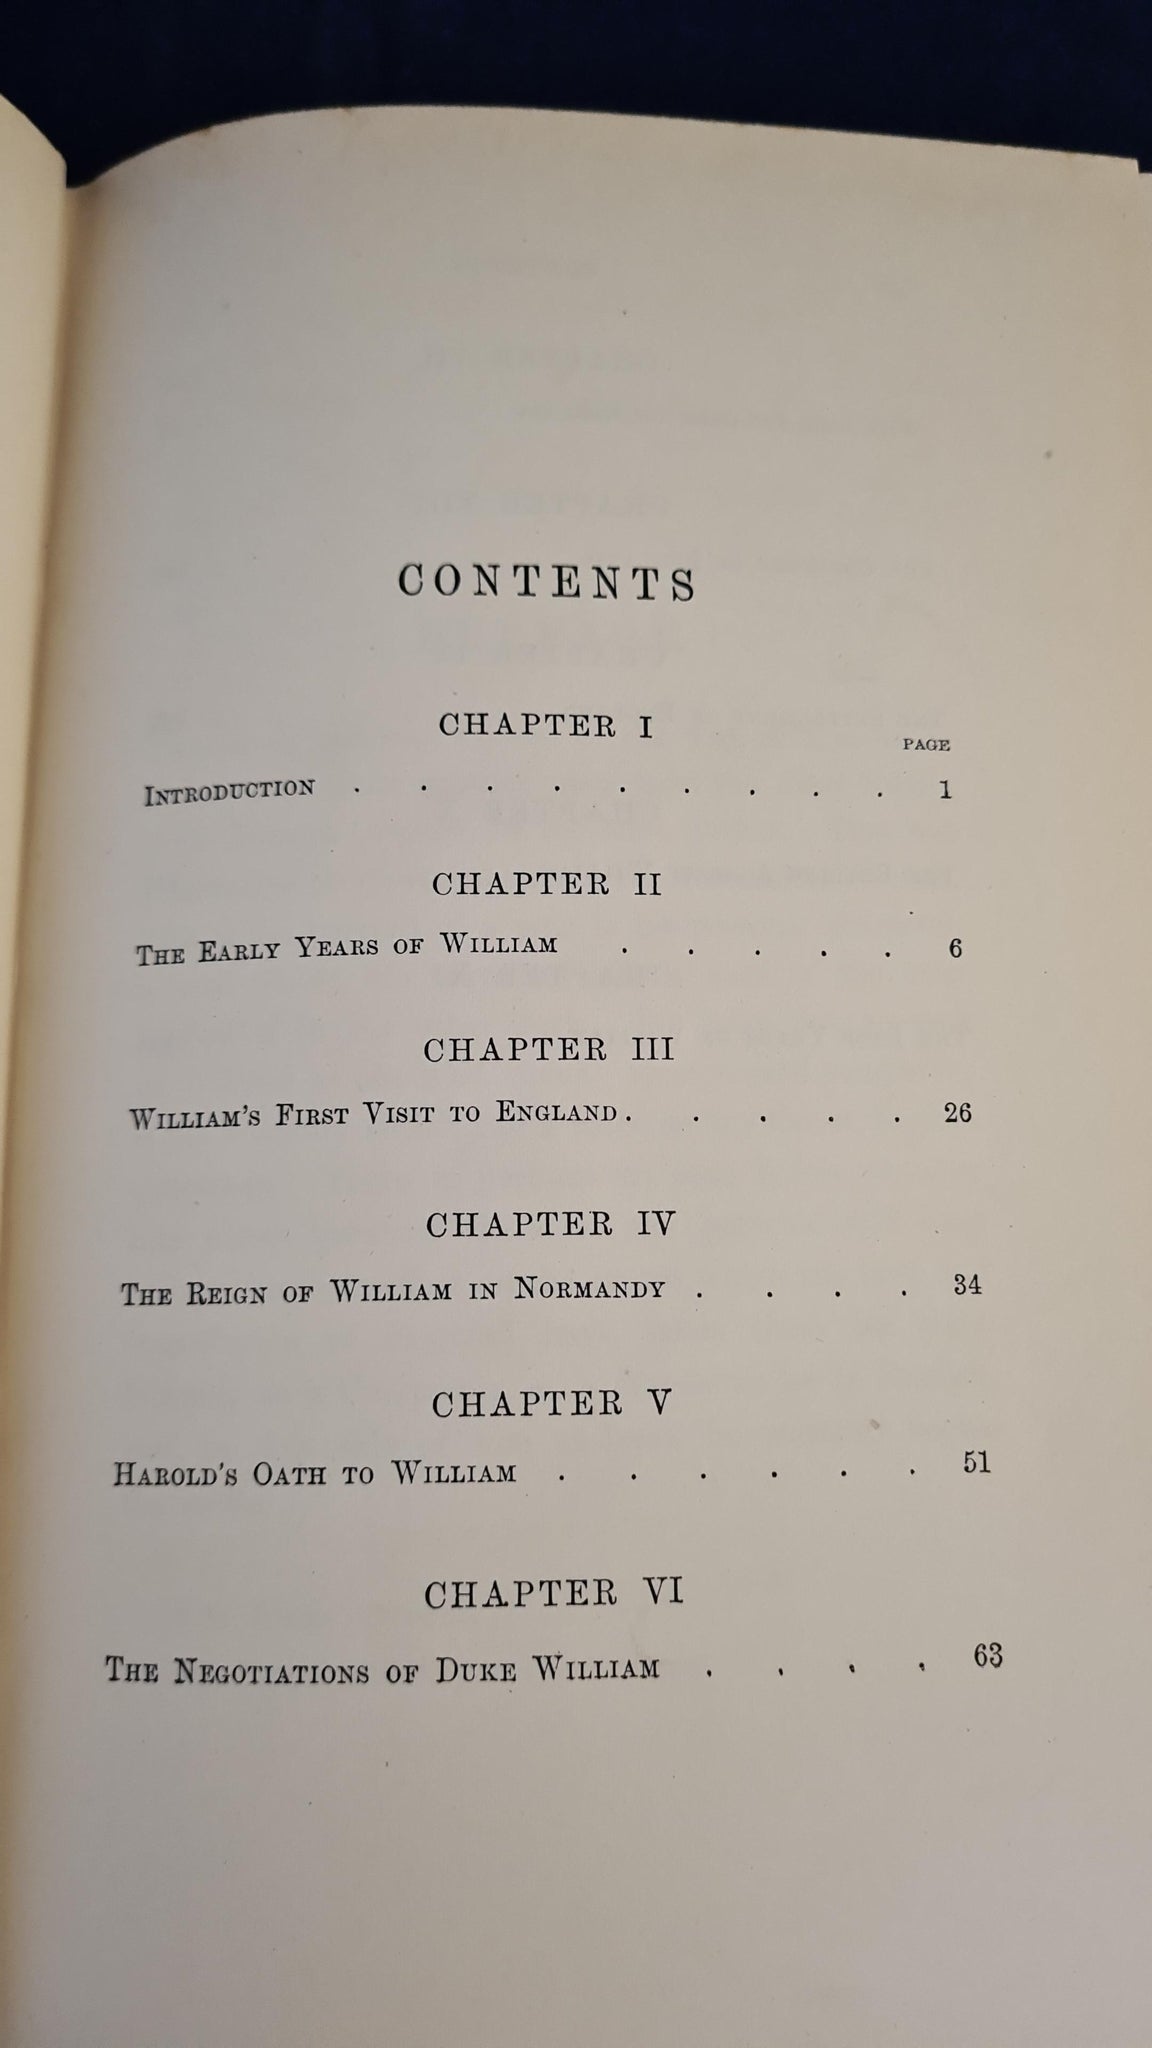 CONTENTS
CHAPTER I
PAGE
INTRODUCTION . . . . . . . . . 1
CHAPTER II
THE EARLY YEARS OF WILLIAM . . . . . 6
CHAPTER III
WILLIAM'S FIRST VISIT TO ENGLAND . . . . . 26
CHAPTER IV
THE REIGN OF WILLIAM IN NORMANDY . . . . 34
CHAPTER V
HAROLD'S OATH TO WILLIAM . . . . . . 51
CHAPTER VI
THE NEGOTIATIONS OF DUKE WILLIAM . . . . 63